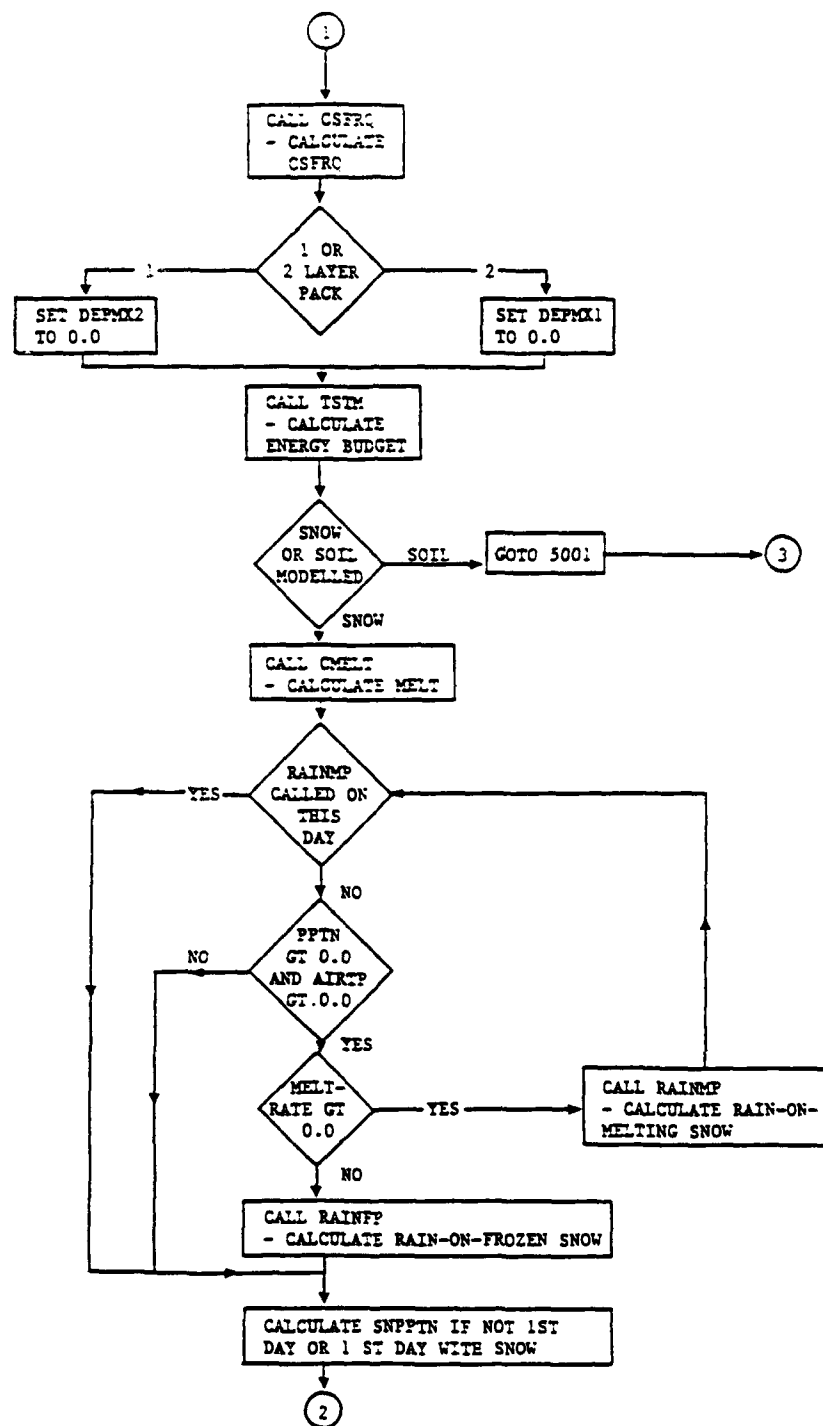 1
CALL CSFRQ
- CALCULATE
CSFRQ
1 OR
2 LAYER
PACK
1
2
SET DEPMX2
TO 0.0
SET DEPMX1
TO 0.0
CALL TSTM
- CALCULATE
ENERGY BUDGET
SNOW
OR SOIL
MODELLED
SOIL
GOTO 5001
3
SNOW
CALL CMELT
- CALCULATE MELT
RAINMP
CALLED ON
THIS
DAY
YES
NO
PPTN
GT 0.0
AND AIRTP
GT.0.0
NO
YES
MELT-
RATE GT
0.0
YES
CALL RAINMP
- CALCULATE RAIN-ON-
MELTING SNOW
NO
CALL RAINFP
- CALCULATE RAIN-ON-FROZEN SNOW
CALCULATE SNPPTN IF NOT 1ST
DAY OR 1 ST DAY WITH SNOW
2